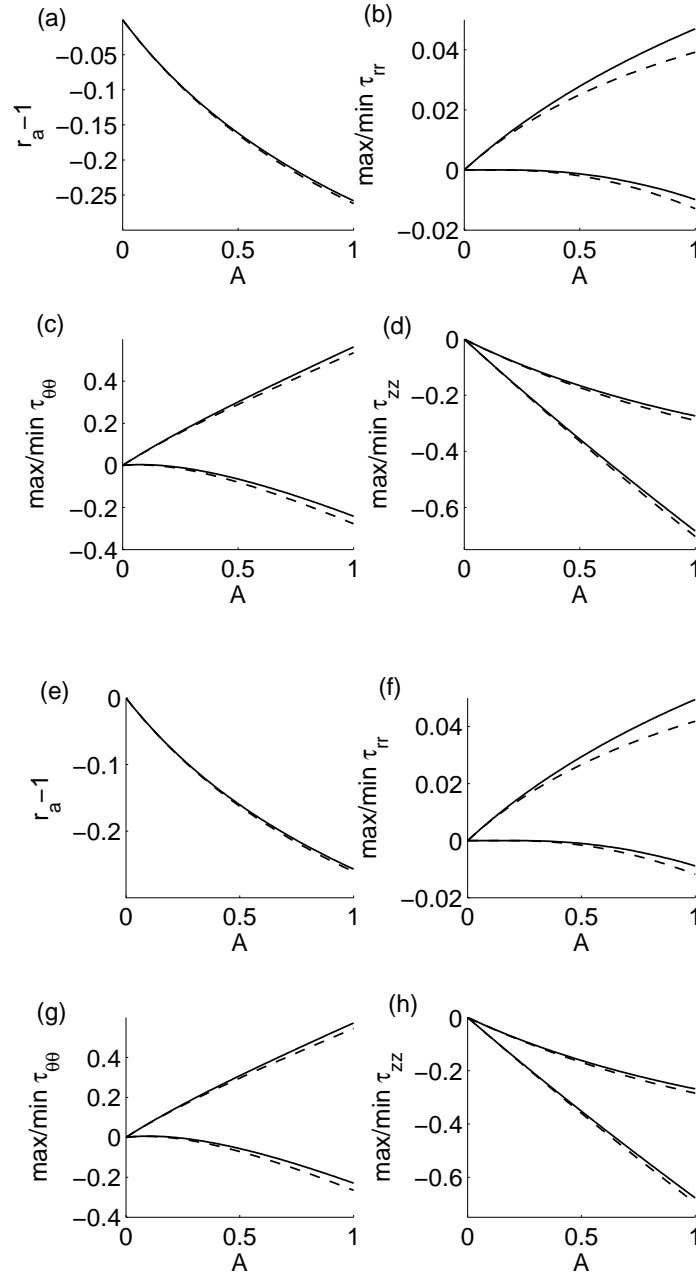 (a)
−0.05
−0.1
−0.15
−0.2
−0.25
r_a−1
0 0.5 1
A
(b)
0.04
0.02
0
−0.02
max/min τ_rr
0 0.5 1
A
(c)
0.4
0.2
0
−0.2
−0.4
max/min τ_θθ
0 0.5 1
A
(d)
0
−0.2
−0.4
−0.6
max/min τ_zz
0 0.5 1
A
(e)
0
−0.1
−0.2
r_a−1
0 0.5 1
A
(f)
0.04
0.02
0
−0.02
max/min τ_rr
0 0.5 1
A
(g)
0.4
0.2
0
−0.2
−0.4
max/min τ_θθ
0 0.5 1
A
(h)
0
−0.2
−0.4
−0.6
max/min τ_zz
0 0.5 1
A